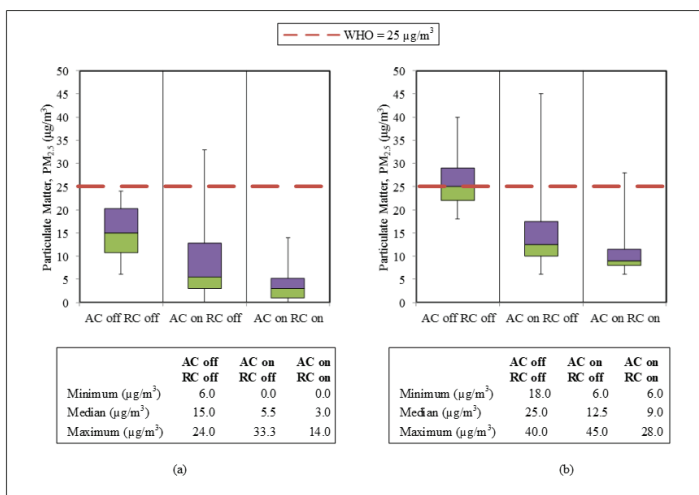 WHO = 25 µg/m³
Particulate Matter, PM2.5 (µg/m³)
50
45
40
35
30
25
20
15
10
5
0
AC off RC off AC on RC off AC on RC on
Particulate Matter, PM2.5 (µg/m³)
50
45
40
35
30
25
20
15
10
5
0
AC off RC off AC on RC off AC on RC on
AC off AC on AC on
RC off RC off RC on
Minimum (µg/m³) 6.0 0.0 0.0
Median (µg/m³) 15.0 5.5 3.0
Maximum (µg/m³) 24.0 33.3 14.0
(a)
AC off AC on AC on
RC off RC off RC on
Minimum (µg/m³) 18.0 6.0 6.0
Median (µg/m³) 25.0 12.5 9.0
Maximum (µg/m³) 40.0 45.0 28.0
(b)